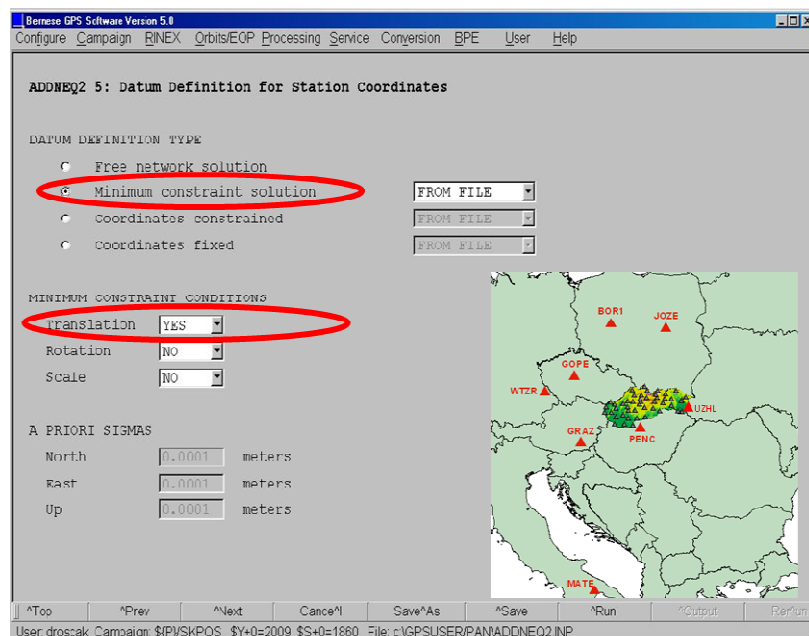 Bernese GPS Software Version 5.0
Configure Campaign RINEX Orbits/EOP Processing Service Conversion BPE User Help
ADDNEQ2 5: Datum Definition for Station Coordinates
DATUM DEFINITION TYPE
Free network solution
Minimum constraint solution FROM FILE
Coordinates constrained FROM FILE
Coordinates fixed FROM FILE
MINIMUM CONSTRAINT CONDITIONS
Translation YES
Rotation NO
Scale NO
A PRIORI SIGMAS
North 0.0001 meters
East 0.0001 meters
Up 0.0001 meters
BOR1
JOZE
GOPE
WTZR
UZHL
GRAZ
PENC
MATE
^Top ^Prev ^Next Cance^l Save^As ^Save ^Run ^Output Rer^un
User: droscak Campaign: ${P}/SKPOS $Y+0=2009 $S+0=1860 File: c:\GPSUSER/PAN/ADDNEQ2.INP